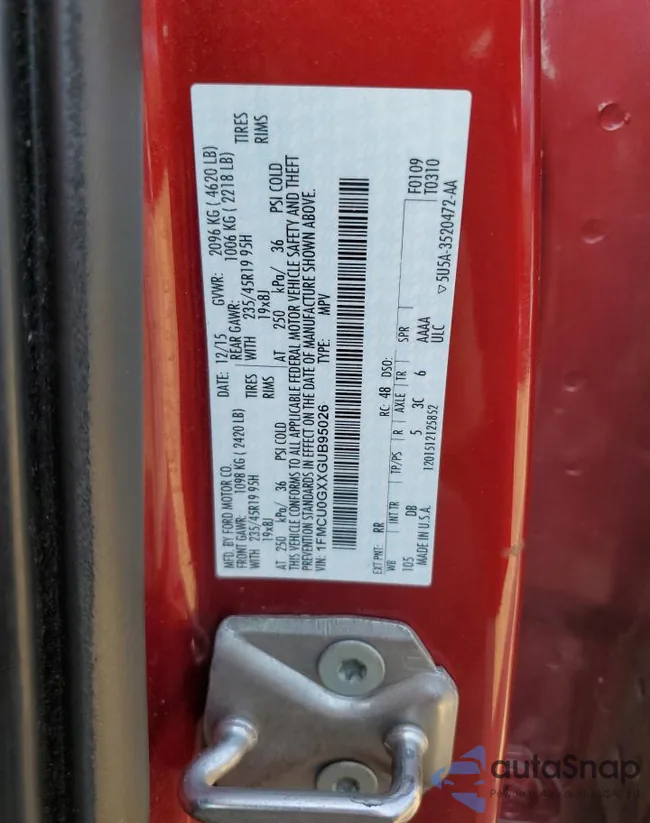 MFD. BY FORD MOTOR CO.
DATE: 12/15 GVWR: 2096 KG ( 4620 LB)
FRONT GAWR: 1098 KG ( 2420 LB) REAR GAWR: 1006 KG ( 2218 LB)
WITH 235/45R19 95H TIRES WITH 235/45R19 95H TIRES
19x8J RIMS 19x8J RIMS
AT 250 kPa/ 36 PSI COLD AT 250 kPa/ 36 PSI COLD
THIS VEHICLE CONFORMS TO ALL APPLICABLE FEDERAL MOTOR VEHICLE SAFETY AND THEFT
PREVENTION STANDARDS IN EFFECT ON THE DATE OF MANUFACTURE SHOWN ABOVE.
VIN: 1FMCU0GXXGUB95026 TYPE: MPV
EXT PNT: RR RC: 48 DSO: F0109
WB INT TR TP/PS R AXLE TR SPR T0310
105 DB 5 3C 6 AAAA
MADE IN U.S.A. 1201512125852 ULC
▽ 5U5A-3520472-AA
autaSnap